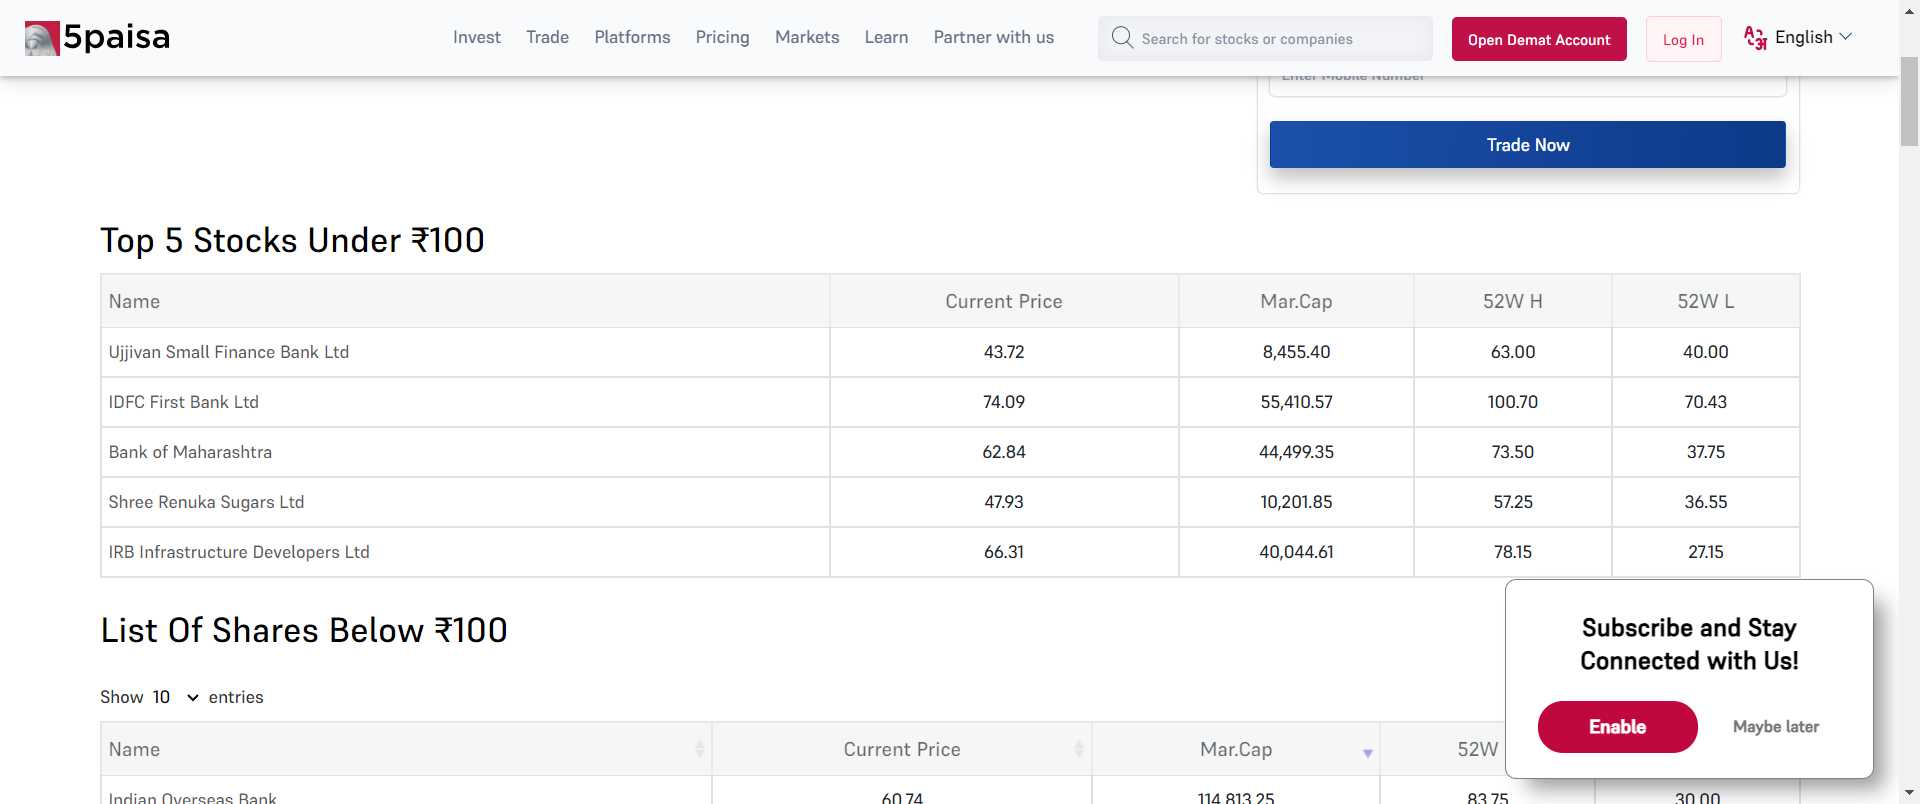 5paisa
Invest Trade Platforms Pricing Markets Learn Partner with us Search for stocks or companies Open Demat Account Log In English
Enter Mobile Number
Trade Now
Top 5 Stocks Under ₹100
Name Current Price Mar.Cap 52W H 52W L
Ujjivan Small Finance Bank Ltd 43.72 8,455.40 63.00 40.00
IDFC First Bank Ltd 74.09 55,410.57 100.70 70.43
Bank of Maharashtra 62.84 44,499.35 73.50 37.75
Shree Renuka Sugars Ltd 47.93 10,201.85 57.25 36.55
IRB Infrastructure Developers Ltd 66.31 40,044.61 78.15 27.15
List Of Shares Below ₹100
Show 10 entries
Name Current Price Mar.Cap 52W
Indian Overseas Bank 60.74 114,813.25 83.75 30.00
Subscribe and Stay
Connected with Us!
Enable Maybe later